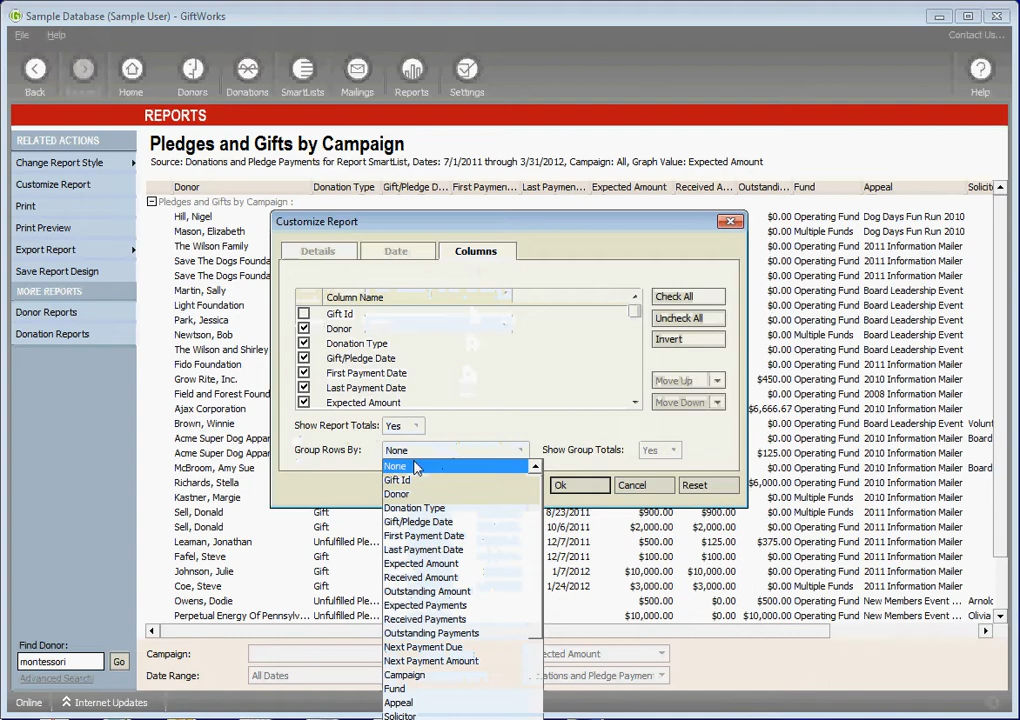 Sample Database (Sample User) - GiftWorks
File Help Contact Us...
Back Home Donors Donations SmartLists Mailings Reports Settings Help
REPORTS
RELATED ACTIONS
Change Report Style
Customize Report
Print
Print Preview
Export Report
Save Report Design
MORE REPORTS
Donor Reports
Donation Reports
Find Donor:
montessori Go
Advanced Search
Online Internet Updates
Pledges and Gifts by Campaign
Source: Donations and Pledge Payments for Report SmartList, Dates: 7/1/2011 through 3/31/2012, Campaign: All, Graph Value: Expected Amount
Donor Donation Type Gift/Pledge D... First Paymen... Last Paymen... Expected Amount Received A... Outstandi... Fund Appeal Solicit
Pledges and Gifts by Campaign :
Hill, Nigel $0.00 Operating Fund Dog Days Fun Run 2010
Mason, Elizabeth $0.00 Multiple Funds Dog Days Fun Run 2010
The Wilson Family $0.00 Operating Fund 2011 Information Mailer
Save The Dogs Founda $0.00 Operating Fund 2011 Information Mailer
Save The Dogs Founda $0.00 Operating Fund 2011 Information Mailer
Martin, Sally $0.00 Operating Fund Board Leadership Event
Light Foundation $0.00 Operating Fund 2011 Information Mailer
Park, Jessica $0.00 Operating Fund Board Leadership Event
Newtson, Bob $0.00 Operating Fund Board Leadership Event
The Wilson and Shirley $0.00 Operating Fund 2011 Information Mailer
Fido Foundation $0.00 Operating Fund 2011 Information Mailer
Grow Rite, Inc. $450.00 Operating Fund 2010 Information Mailer
Field and Forest Found $0.00 Operating Fund 2008 Information Mailer
Ajax Corporation $6,666.67 Operating Fund 2011 Information Mailer
Acme Super Dog Appar $0.00 Operating Fund Board Leadership Event Volunt
Acme Super Dog Appar $0.00 Operating Fund 2011 Information Mailer
McBroom, Amy Sue $0.00 Operating Fund Board Leadership Event
Richards, Stella $0.00 Operating Fund 2011 Information Mailer
Kidman, Margie $0.00 Multiple Funds 2011 Information Mailer
Sell, Donald Gift 8/23/2011 $900.00 $900.00 $0.00 Operating Fund 2011 Information Mailer
Sell, Donald Gift 10/6/2011 $2,000.00 $2,000.00 $0.00 Operating Fund 2011 Information Mailer
Leaman, Jonathan Unfulfilled Ple... 12/7/2011 $500.00 $125.00 $375.00 Operating Fund 2011 Information Mailer
Fafel, Steve Gift 12/7/2011 $500.00 $500.00 $0.00 Operating Fund 2011 Information Mailer
Johnson, Julie Gift 1/7/2012 $10,000.00 $10,000.00 $0.00 Operating Fund 2011 Information Mailer
Coe, Steve Gift 1/24/2012 $3,000.00 $3,000.00 $0.00 Multiple Funds 2011 Information Mailer
Owens, Dodie Unfulfilled Ple... $500.00 $0.00 $500.00 Operating Fund New Members Event ... Arnold
Perpetual Energy Of Pennsylv... Unfulfilled Ple... $10,000.00 $0.00 $10,000.00 Operating Fund New Members Event ... Olivia
Campaign: cted Amount
Date Range: All Dates tions and Pledge Payment
Customize Report
Details Date Columns
Column Name
Gift Id
Donor
Donation Type
Gift/Pledge Date
First Payment Date
Last Payment Date
Expected Amount
Check All
Uncheck All
Invert
Move Up
Move Down
Show Report Totals: Yes
Group Rows By: None Show Group Totals: Yes
Ok Cancel Reset
None
Gift Id
Donor
Donation Type
Gift/Pledge Date
First Payment Date
Last Payment Date
Expected Amount
Received Amount
Outstanding Amount
Expected Payments
Received Payments
Outstanding Payments
Next Payment Due
Next Payment Amount
Campaign
Fund
Appeal
Solicitor